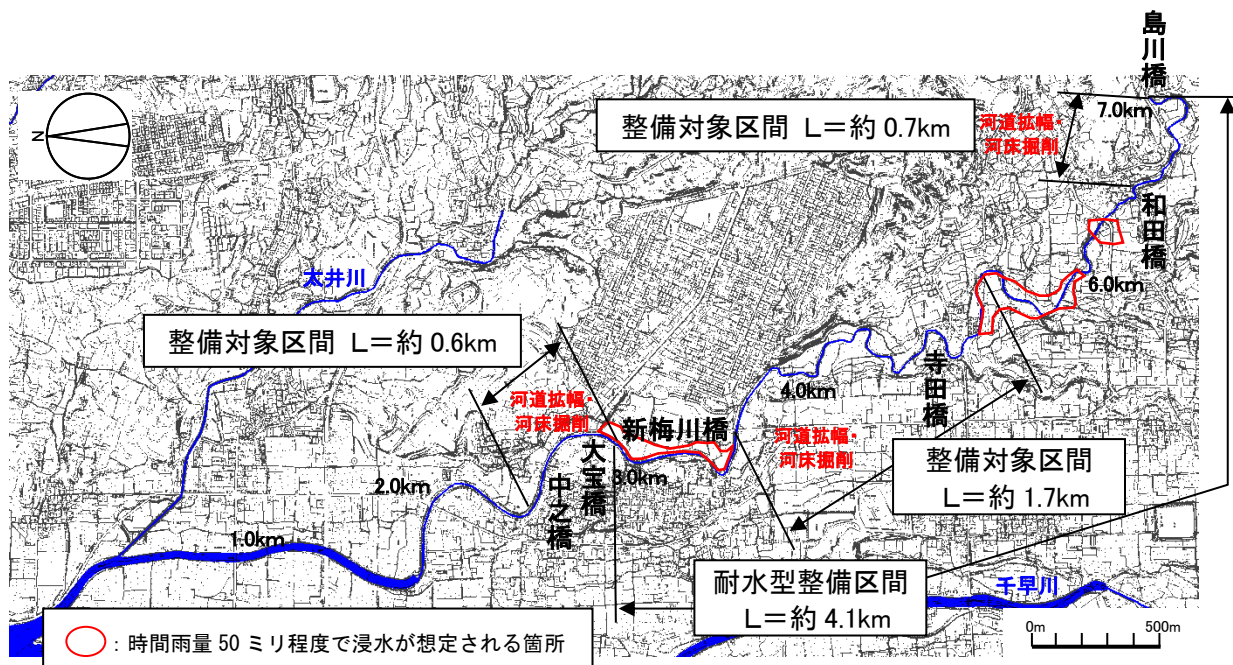 島川橋
7.0km
整備対象区間 L=約 0.7km
河道拡幅・
河床掘削
N
和田橋
太井川
6.0km
整備対象区間 L=約 0.6km
河道拡幅・
河床掘削
4.0km
寺田橋
新梅川橋
河道拡幅・
河床掘削
大宝橋
3.0km
中之橋
2.0km
整備対象区間
L=約 1.7km
1.0km
耐水型整備区間
L=約 4.1km
千早川
:時間雨量 50 ミリ程度で浸水が想定される箇所
0m 500m